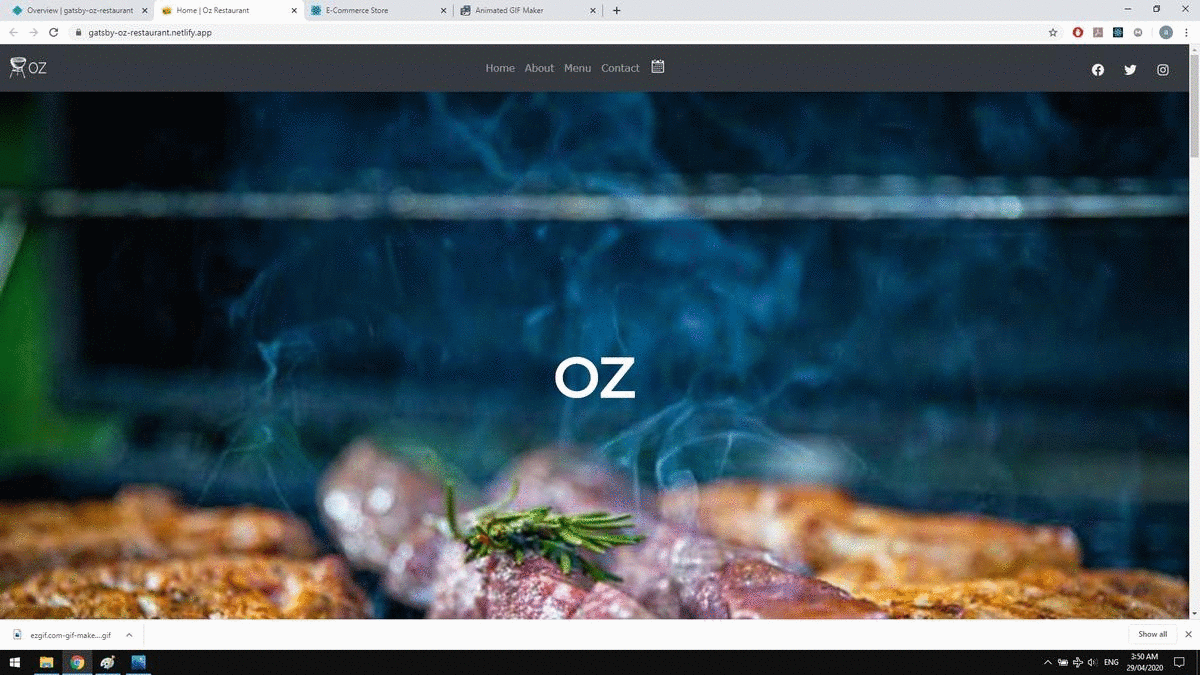 Overview | gatsby-oz-restaurant
Home | Oz Restaurant
E-Commerce Store
Animated GIF Maker
gatsby-oz-restaurant.netlify.app
a
OZ
Home About Menu Contact
OZ
ezgif.com-gif-make....gif
Show all
ENG
3:50 AM
29/04/2020